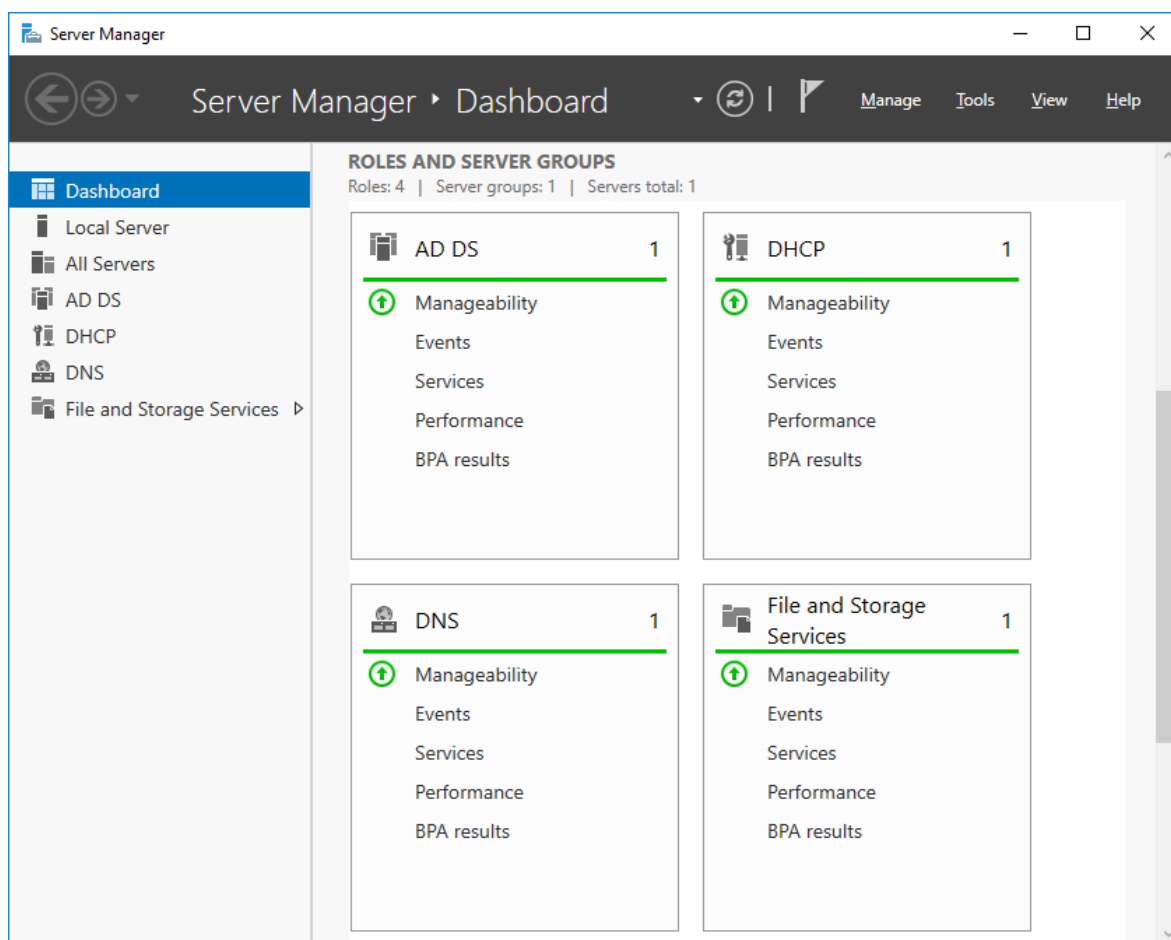 Server Manager
Server Manager ‣ Dashboard
Manage Tools View Help
Dashboard
Local Server
All Servers
AD DS
DHCP
DNS
File and Storage Services
ROLES AND SERVER GROUPS
Roles: 4 | Server groups: 1 | Servers total: 1
AD DS 1
Manageability
Events
Services
Performance
BPA results
DHCP 1
Manageability
Events
Services
Performance
BPA results
DNS 1
Manageability
Events
Services
Performance
BPA results
File and Storage
Services 1
Manageability
Events
Services
Performance
BPA results